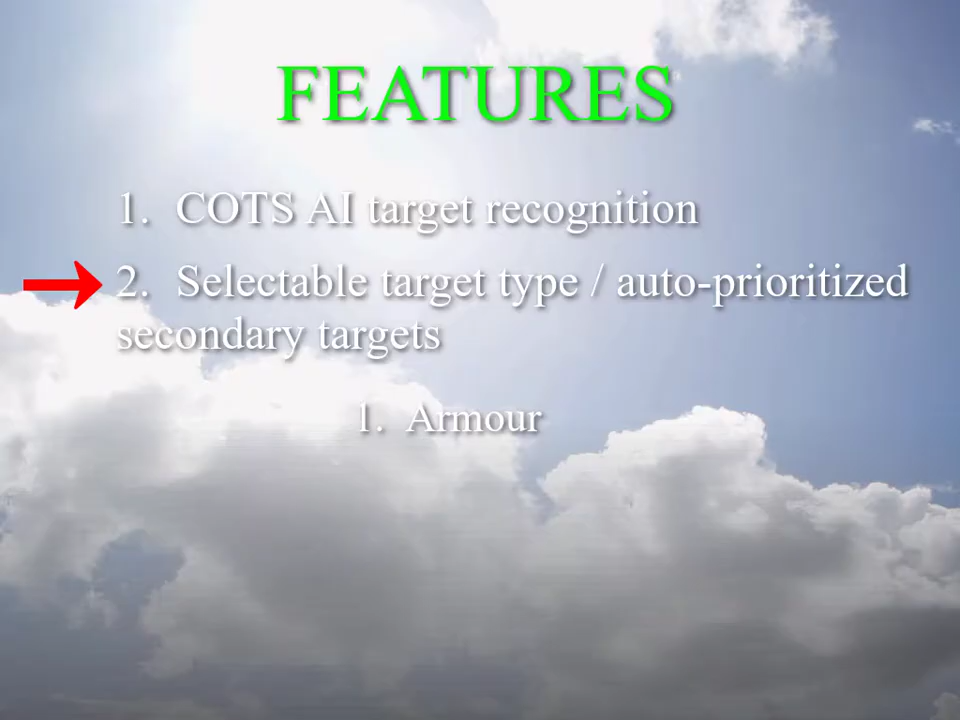 FEATURES
1. COTS AI target recognition
2. Selectable target type / auto-prioritized
secondary targets
1. Armour